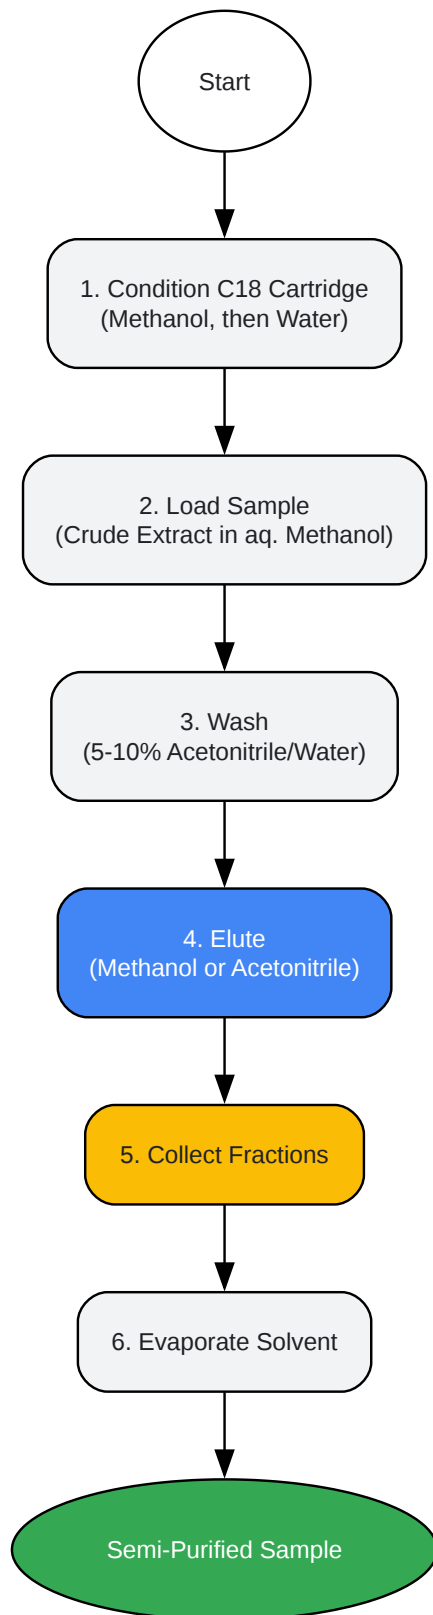 Start
1. Condition C18 Cartridge
(Methanol, then Water)
2. Load Sample
(Crude Extract in aq. Methanol)
3. Wash
(5-10% Acetonitrile/Water)
4. Elute
(Methanol or Acetonitrile)
5. Collect Fractions
6. Evaporate Solvent
Semi-Purified Sample